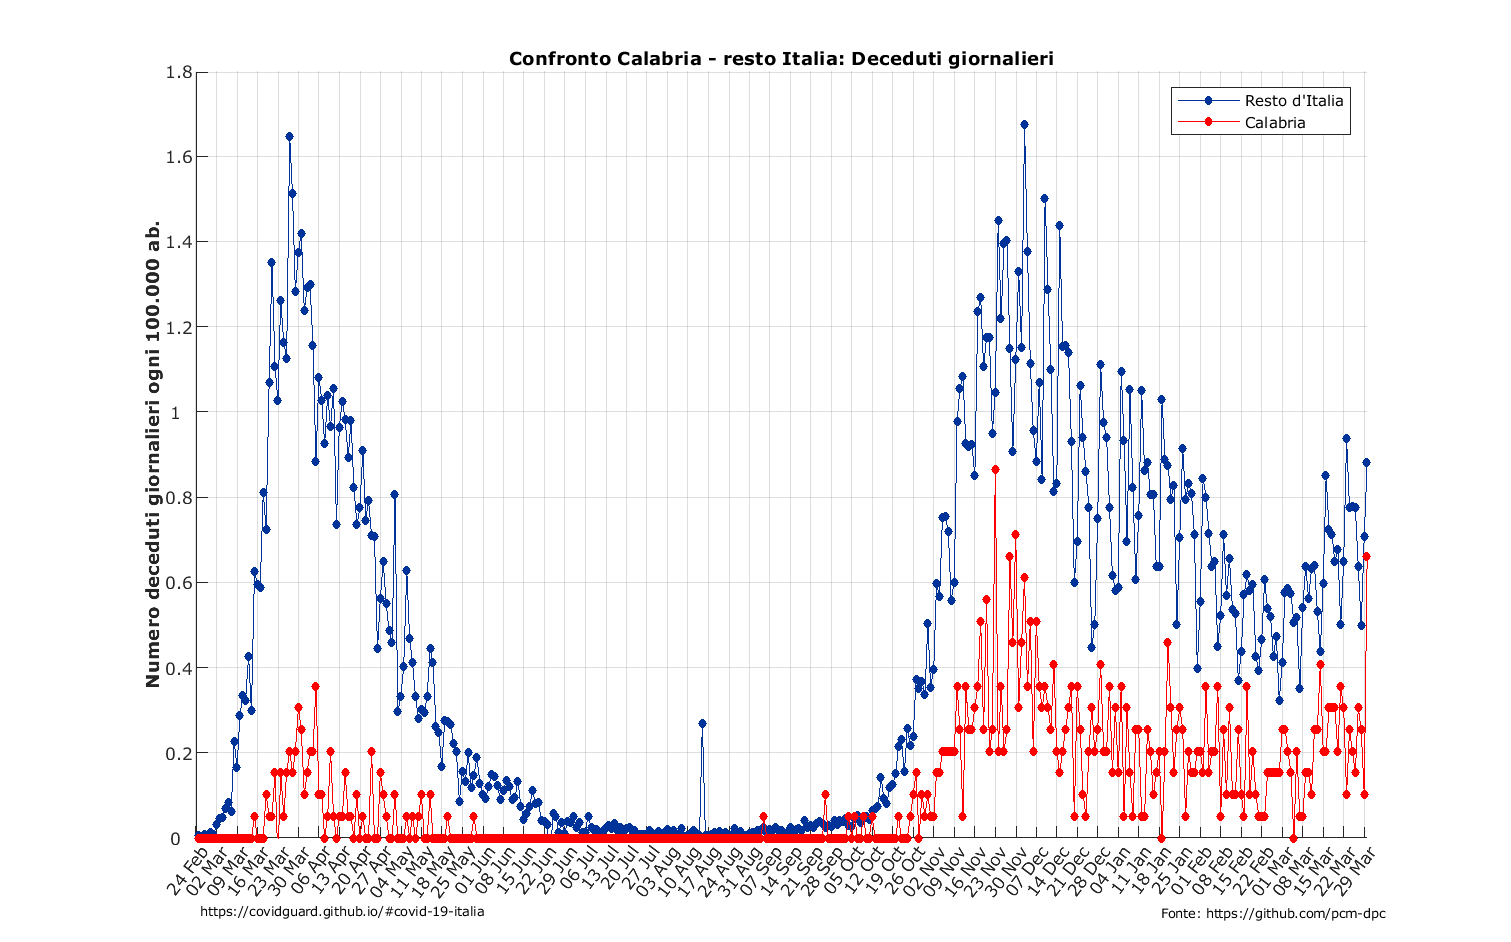 Confronto Calabria - resto Italia: Deceduti giornalieri
Resto d'Italia
Calabria
Numero deceduti giornalieri ogni 100.000 ab.
1.8
1.6
1.4
1.2
1
0.8
0.6
0.4
0.2
0
24 Feb
02 Mar
09 Mar
16 Mar
23 Mar
30 Mar
06 Apr
13 Apr
20 Apr
27 Apr
04 May
11 May
18 May
25 May
01 Jun
08 Jun
15 Jun
22 Jun
29 Jun
06 Jul
13 Jul
20 Jul
27 Jul
03 Aug
10 Aug
17 Aug
24 Aug
31 Aug
07 Sep
14 Sep
21 Sep
28 Sep
05 Oct
12 Oct
19 Oct
26 Oct
02 Nov
09 Nov
16 Nov
23 Nov
30 Nov
07 Dec
14 Dec
21 Dec
28 Dec
04 Jan
11 Jan
18 Jan
25 Jan
01 Feb
08 Feb
15 Feb
22 Feb
01 Mar
08 Mar
15 Mar
22 Mar
29 Mar
https://covidguard.github.io/#covid-19-italia
Fonte: https://github.com/pcm-dpc